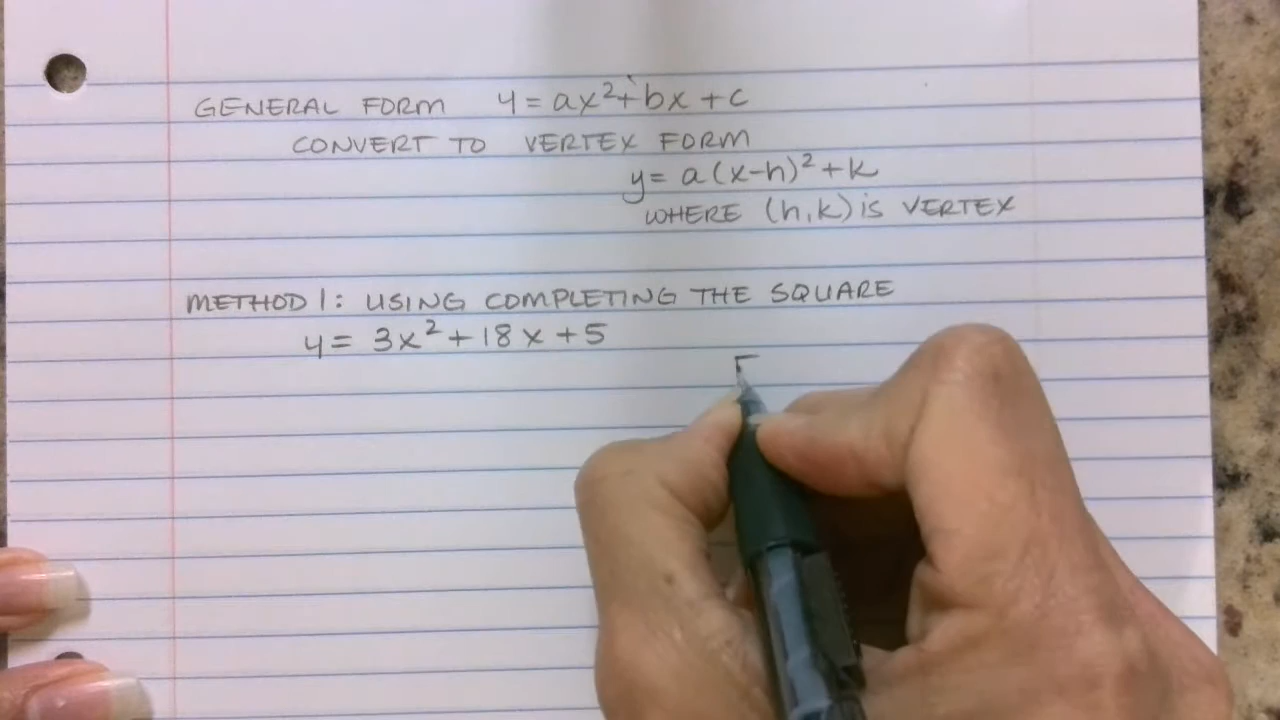 GENERAL FORM y = ax²+bx+c
CONVERT TO VERTEX FORM
y = a(x-h)²+k
WHERE (h,k) is VERTEX
METHOD 1: USING COMPLETING THE SQUARE
y = 3x²+18x+5